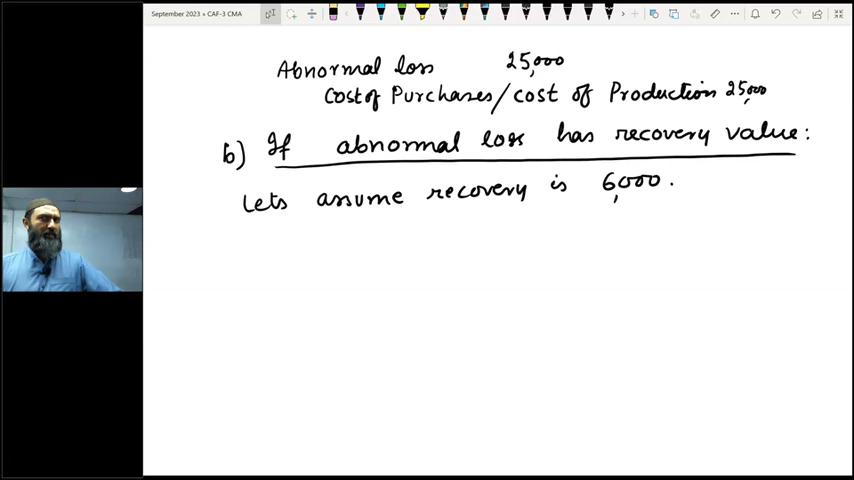 September 2023 » CAF-3 CMA
Abnormal loss 25,000
Cost of Purchases/cost of Production 25,000
b) If abnormal loss has recovery value:
Lets assume recovery is 6,000.